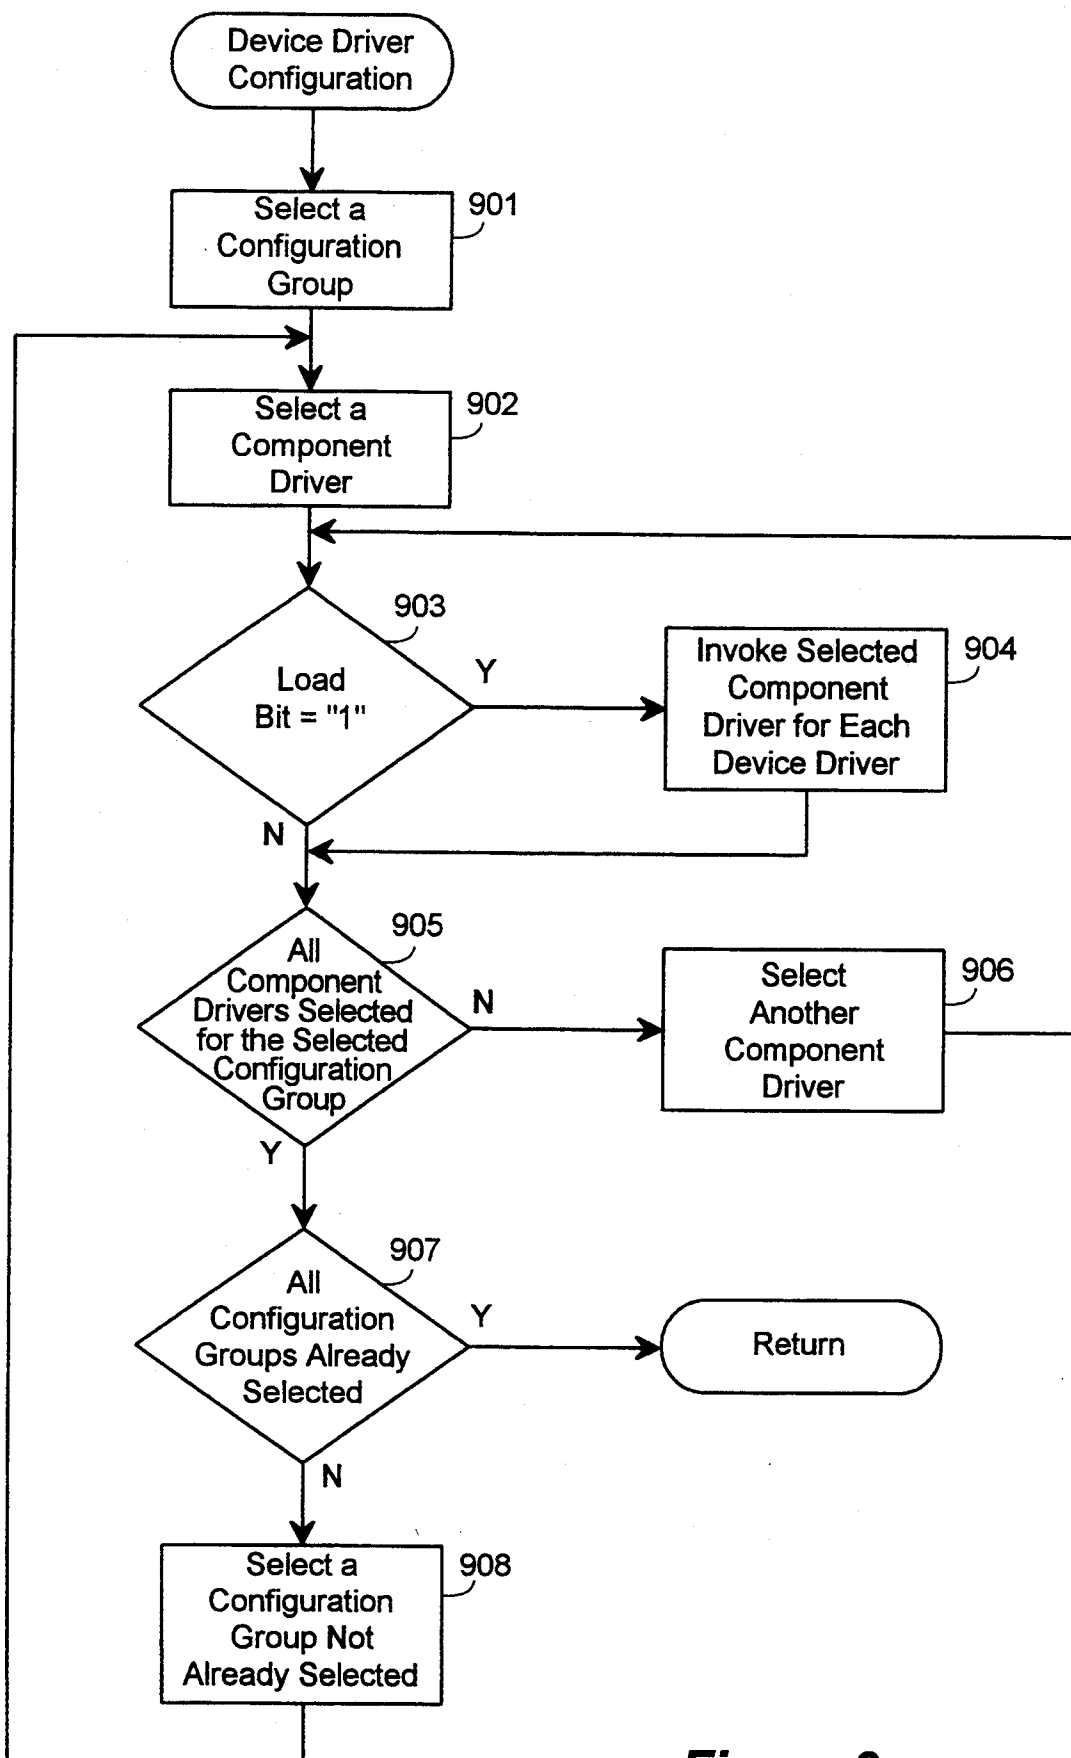 Device Driver
Configuration
Select a
Configuration
Group
901
Select a
Component
Driver
902
903
Load
Bit = "1"
Y
N
Invoke Selected
Component
Driver for Each
Device Driver
904
905
All
Component
Drivers Selected
for the Selected
Configuration
Group
N
Y
Select
Another
Component
Driver
906
907
All
Configuration
Groups Already
Selected
Y
N
Return
Select a
Configuration
Group Not
Already Selected
908